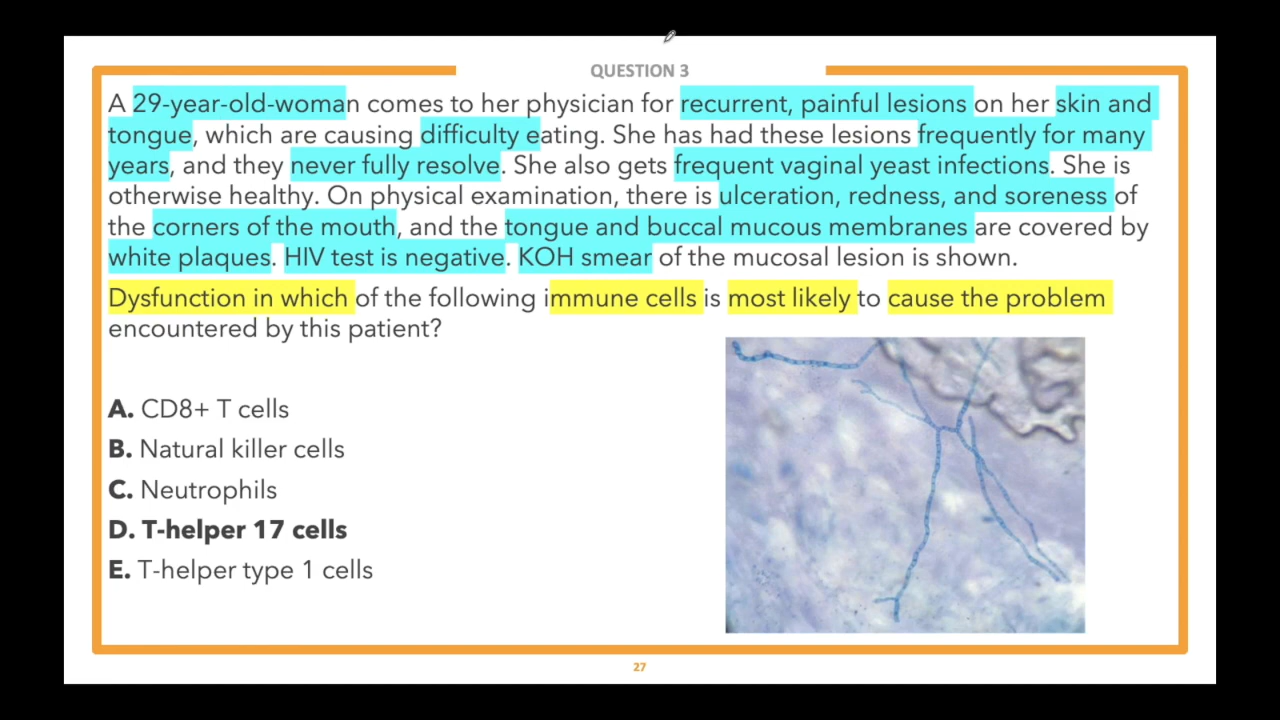 QUESTION 3
A 29-year-old-woman comes to her physician for recurrent, painful lesions on her skin and
tongue, which are causing difficulty eating. She has had these lesions frequently for many
years, and they never fully resolve. She also gets frequent vaginal yeast infections. She is
otherwise healthy. On physical examination, there is ulceration, redness, and soreness of
the corners of the mouth, and the tongue and buccal mucous membranes are covered by
white plaques. HIV test is negative. KOH smear of the mucosal lesion is shown.
Dysfunction in which of the following immune cells is most likely to cause the problem
encountered by this patient?
A. CD8+ T cells
B. Natural killer cells
C. Neutrophils
D. T-helper 17 cells
E. T-helper type 1 cells
27